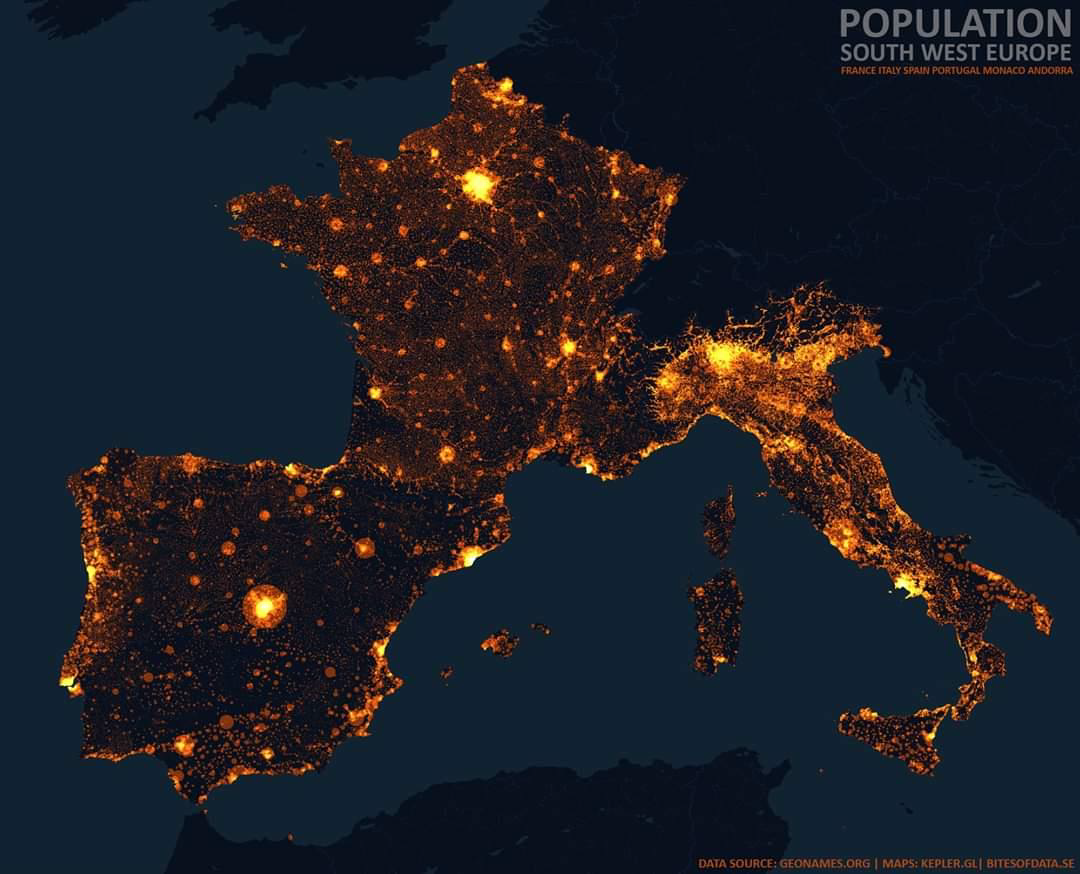 POPULATION
SOUTH WEST EUROPE
FRANCE ITALY SPAIN PORTUGAL MONACO ANDORRA
DATA SOURCE: GEONAMES.ORG | MAPS: KEPLER.GL| BITESOFDATA.SE